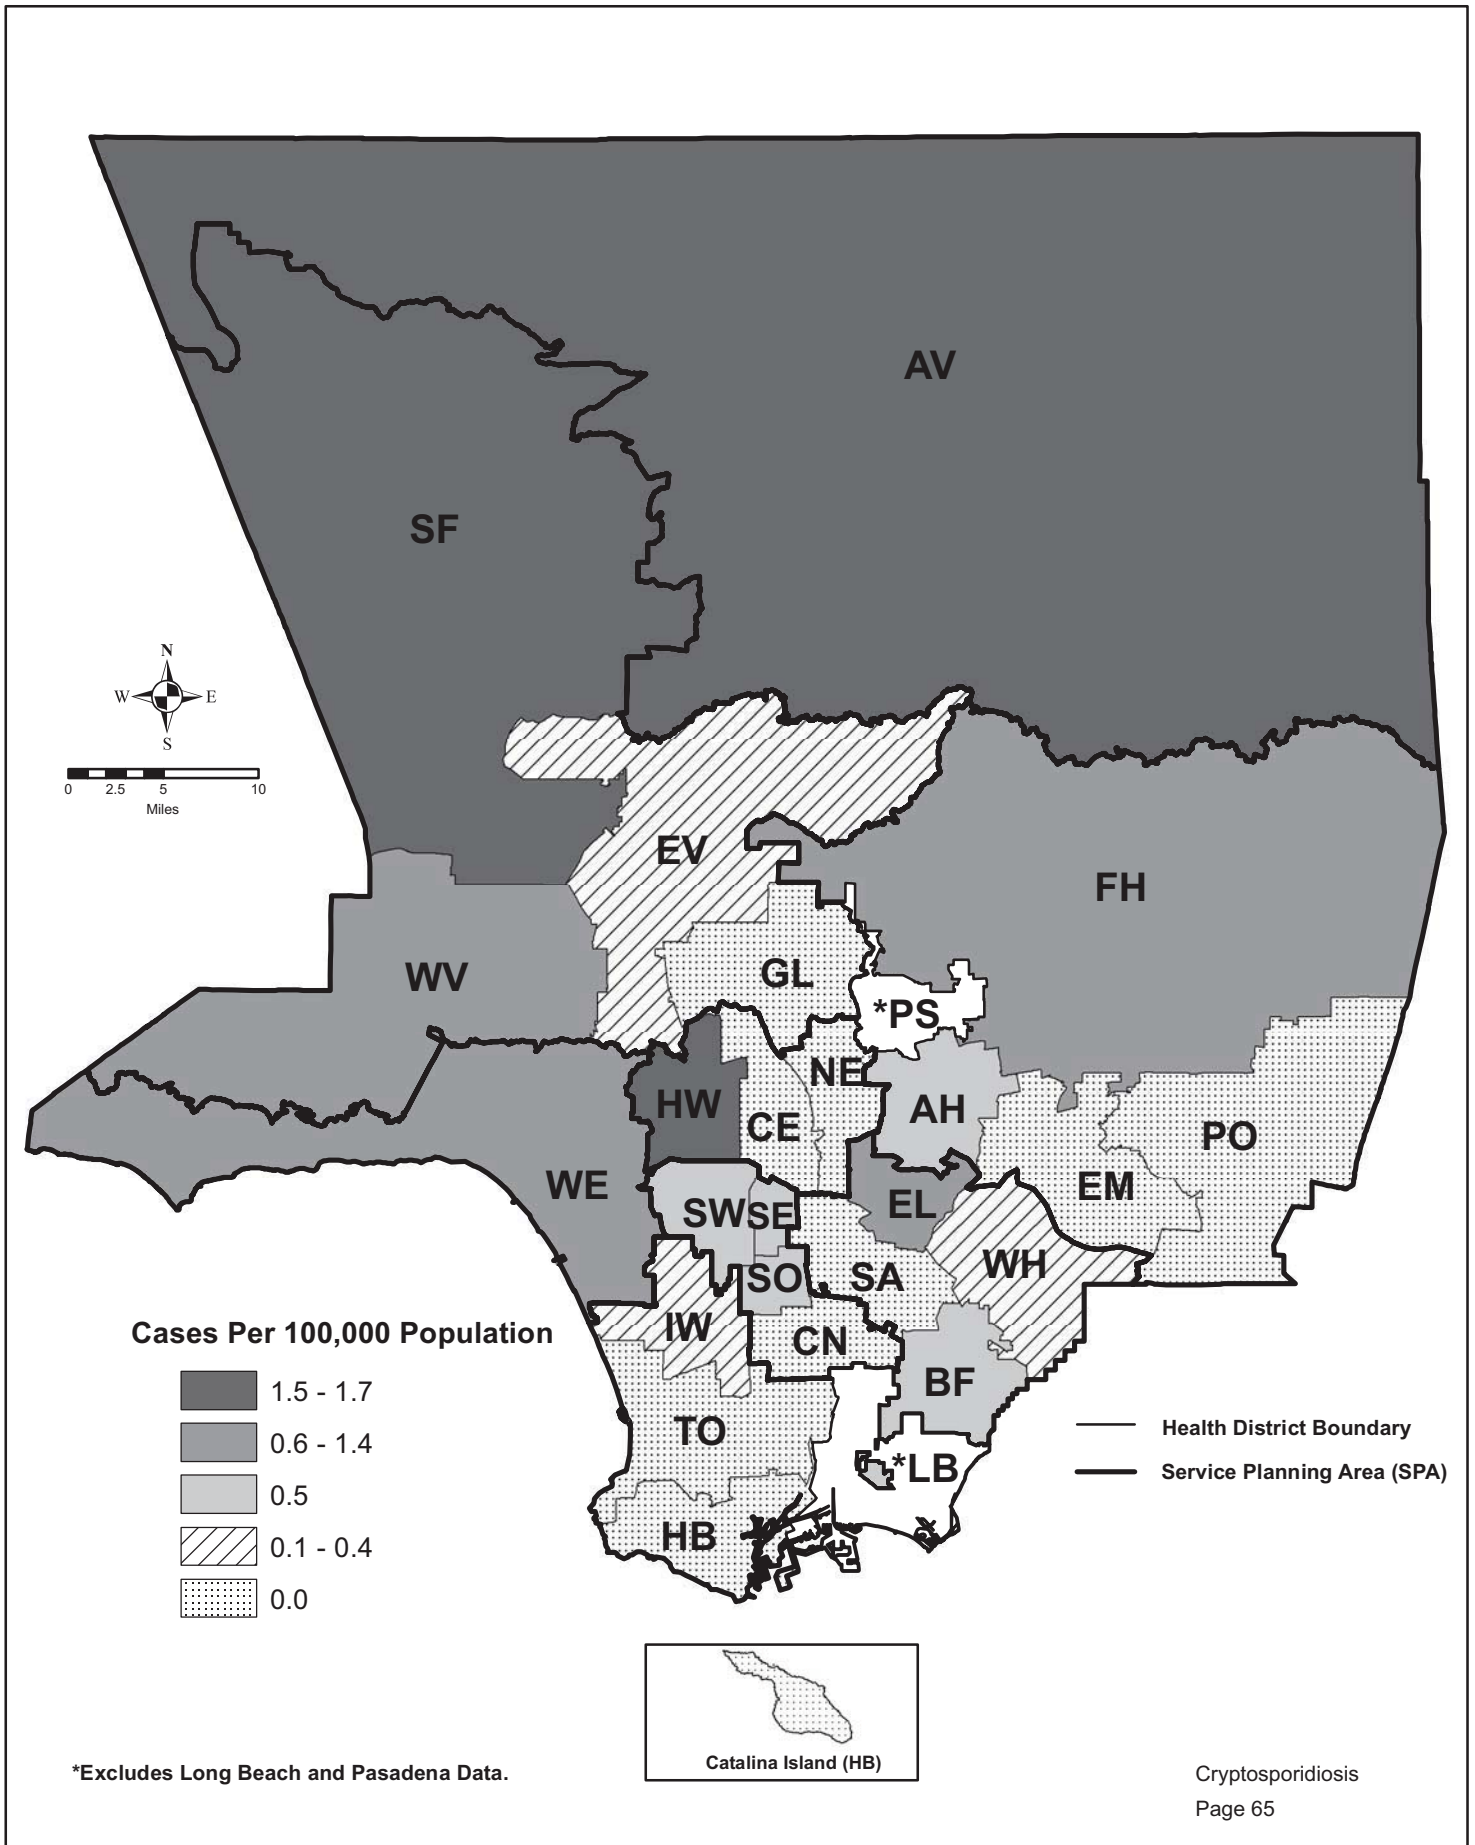 AV
SF
N
W E
S
0 2.5 5 10
Miles
EV
FH
WV
GL
*PS
NE
HW
AH
CE
PO
WE
EM
EL
SW
SE
WH
SO
SA
IW
CN
Cases Per 100,000 Population
1.5 - 1.7
0.6 - 1.4
0.5
0.1 - 0.4
0.0
BF
TO
*LB
HB
Health District Boundary
Service Planning Area (SPA)
Catalina Island (HB)
*Excludes Long Beach and Pasadena Data.
Cryptosporidiosis
Page 65